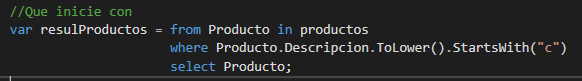 //Que inicie con
var resulProductos = from Producto in productos
where Producto.Descripcion.ToLower().StartsWith("c")
select Producto;